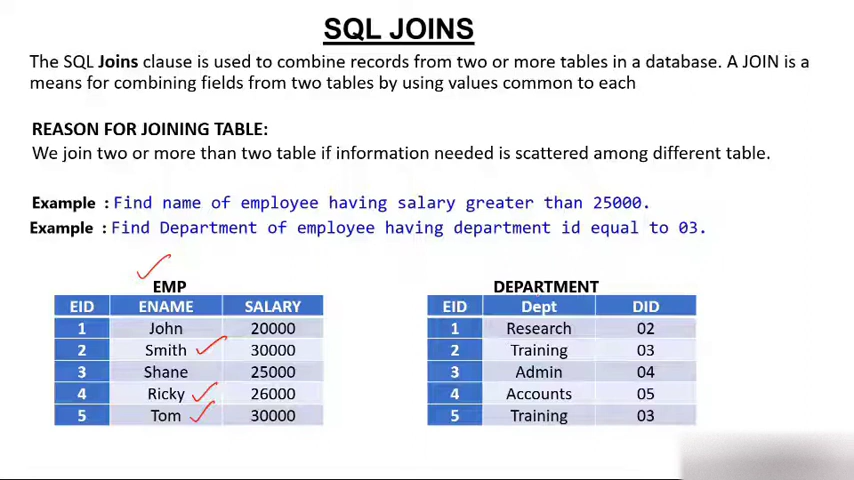 SQL JOINS
The SQL Joins clause is used to combine records from two or more tables in a database. A JOIN is a
means for combining fields from two tables by using values common to each
REASON FOR JOINING TABLE:
We join two or more than two table if information needed is scattered among different table.
Example : Find name of employee having salary greater than 25000.
Example : Find Department of employee having department id equal to 03.
EMP
EID ENAME SALARY
1 John 20000
2 Smith 30000
3 Shane 25000
4 Ricky 26000
5 Tom 30000
DEPARTMENT
EID Dept DID
1 Research 02
2 Training 03
3 Admin 04
4 Accounts 05
5 Training 03